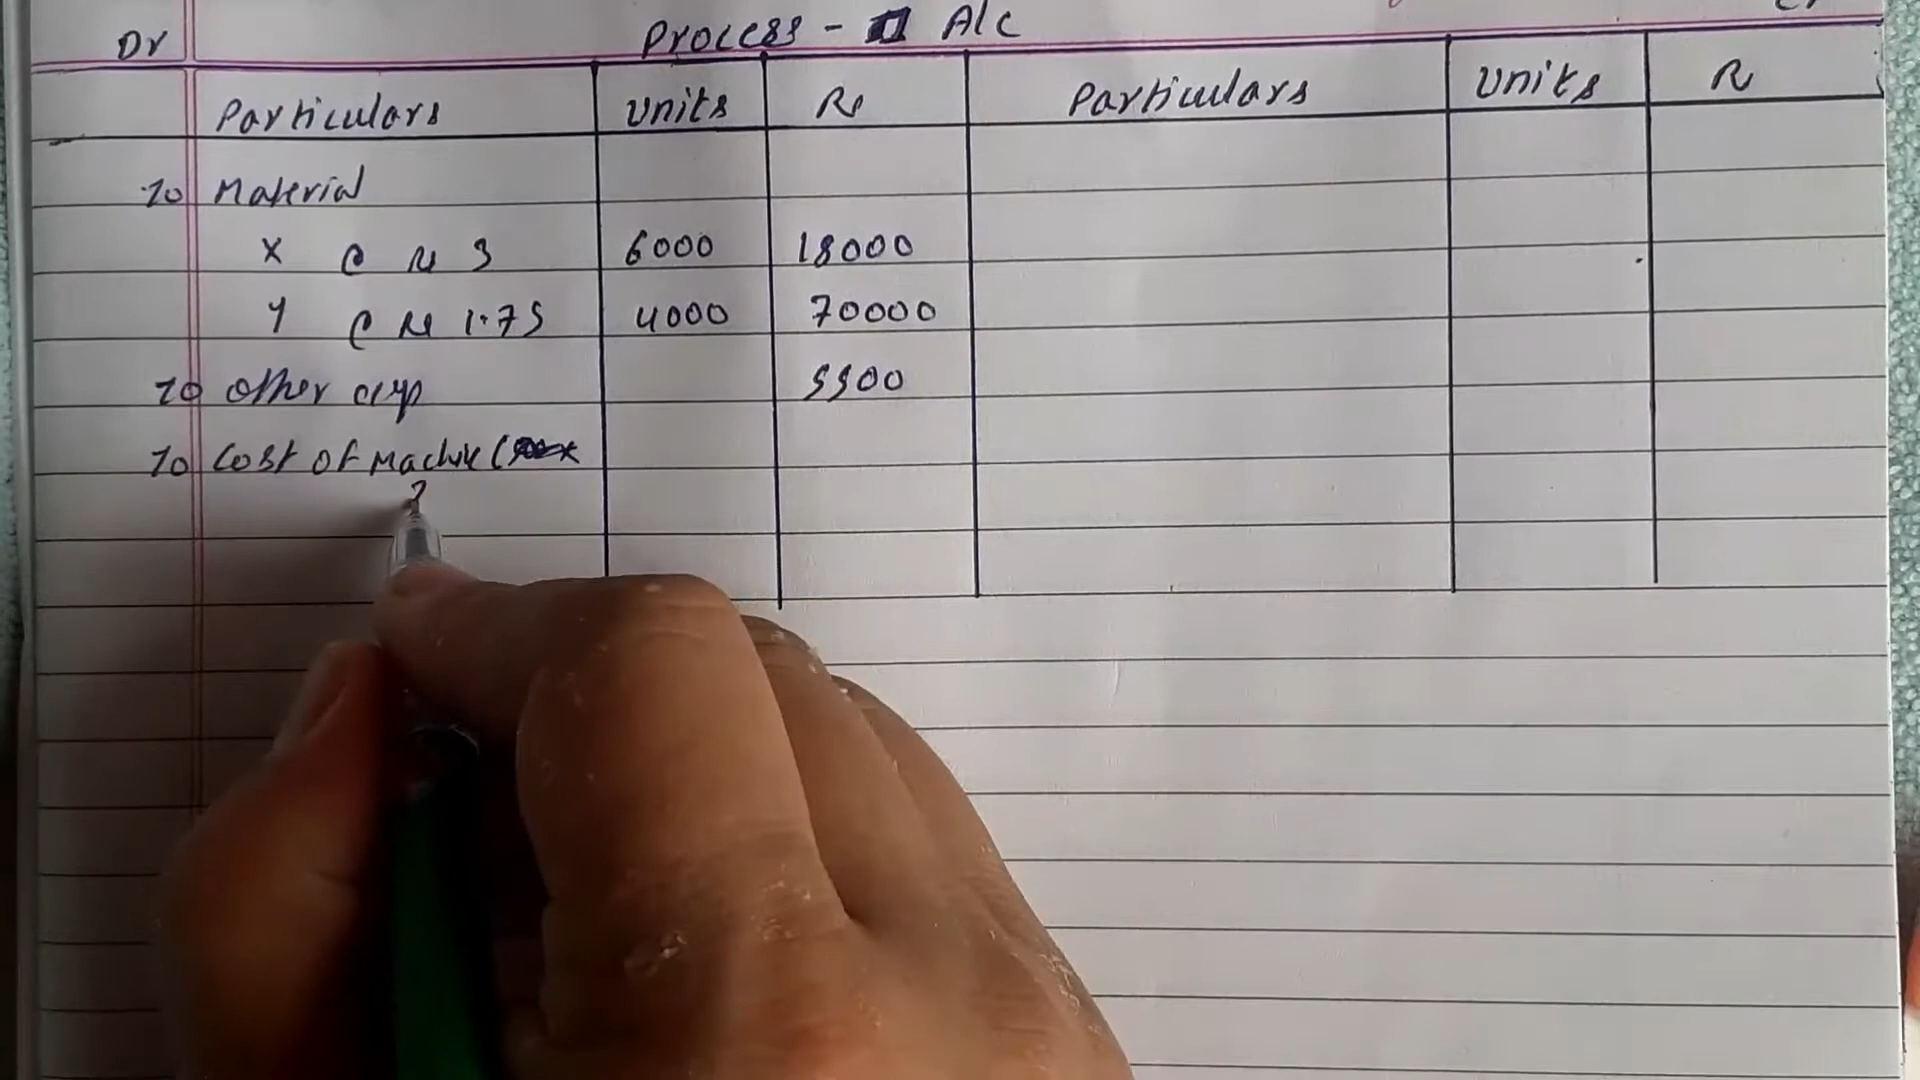 Process - A/c
Dr
Particulars Units Rs Particulars Units R
To Material
X @ Rs 3 6000 18000
Y @ Rs 1.75 4000 70000
To other exp 5500
To Cost of Machine (